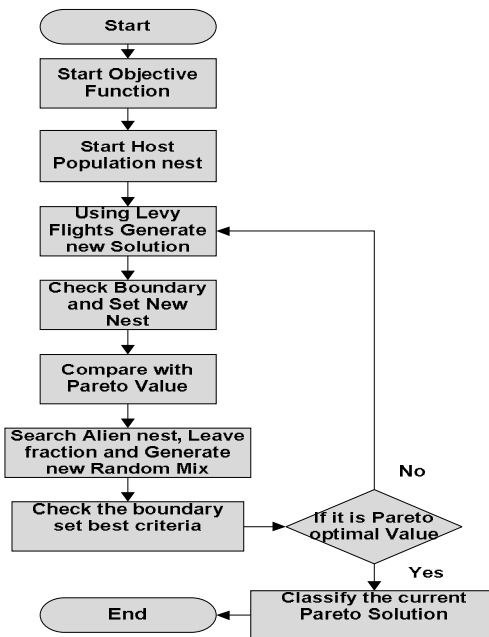 Start
Start Objective
Function
Start Host
Population nest
Using Levy
Flights Generate
new Solution
Check Boundary
and Set New
Nest
Compare with
Pareto Value
Search Alien nest, Leave
fraction and Generate
new Random Mix
Check the boundary
set best criteria
No
If it is Pareto
optimal Value
Yes
Classify the current
Pareto Solution
End